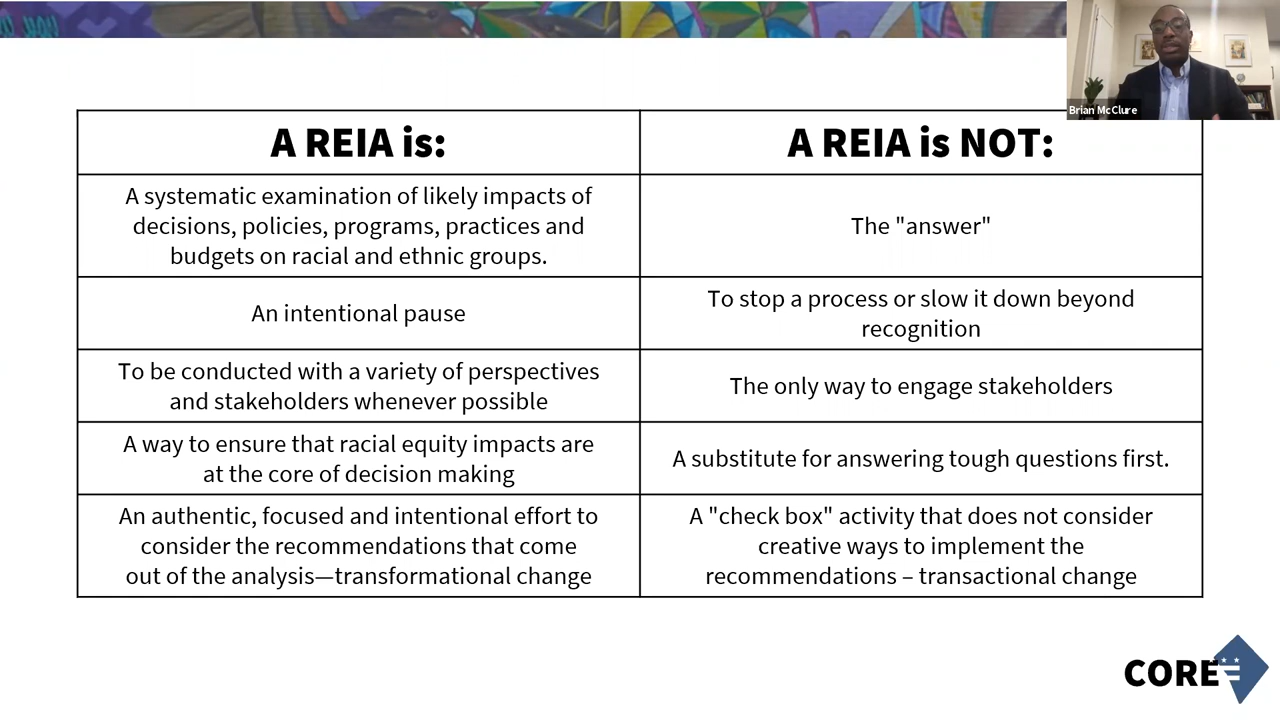 Brian McClure
A REIA is:
A REIA is NOT:
A systematic examination of likely impacts of
decisions, policies, programs, practices and
budgets on racial and ethnic groups.
The "answer"
An intentional pause
To stop a process or slow it down beyond
recognition
To be conducted with a variety of perspectives
and stakeholders whenever possible
The only way to engage stakeholders
A way to ensure that racial equity impacts are
at the core of decision making
A substitute for answering tough questions first.
An authentic, focused and intentional effort to
consider the recommendations that come
out of the analysis—transformational change
A "check box" activity that does not consider
creative ways to implement the
recommendations – transactional change
CORE